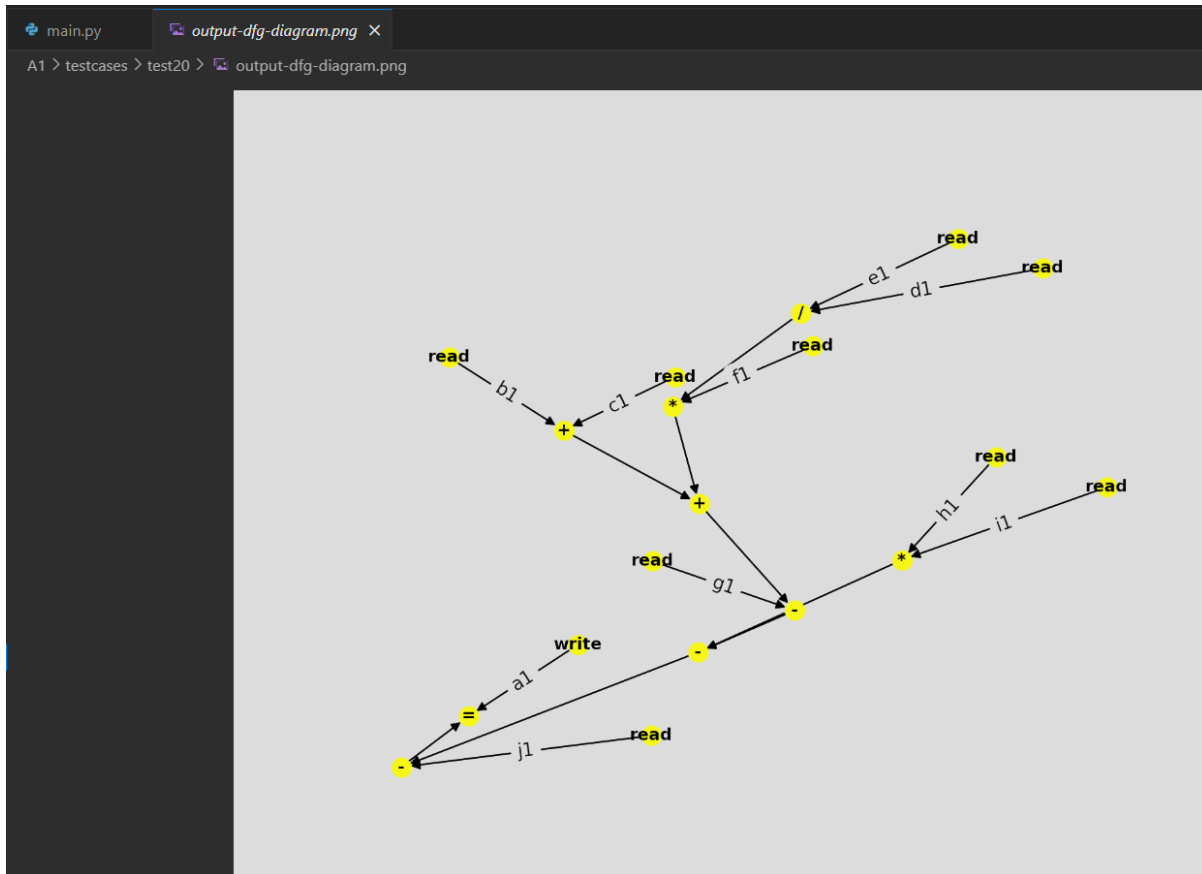 main.py
output-dfg-diagram.png ×
A1 > testcases > test20 > output-dfg-diagram.png
read
e1
read
d1
/
read
read
f1
read
b1
c1
*
+
read
read
+
h1
i1
read
*
g1
-
write
-
a1
=
read
j1
-